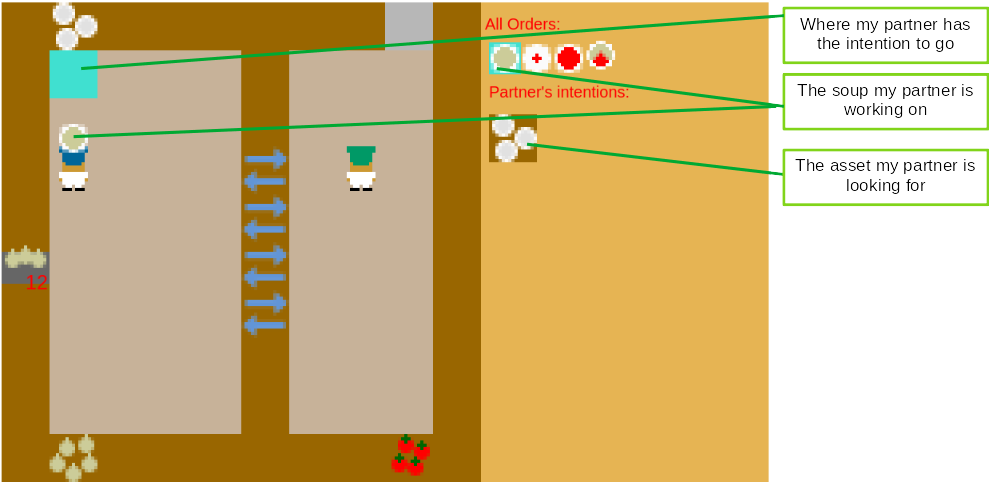 All Orders:
Partner's intentions:
12
Where my partner has
the intention to go
The soup my partner is
working on
The asset my partner is
looking for